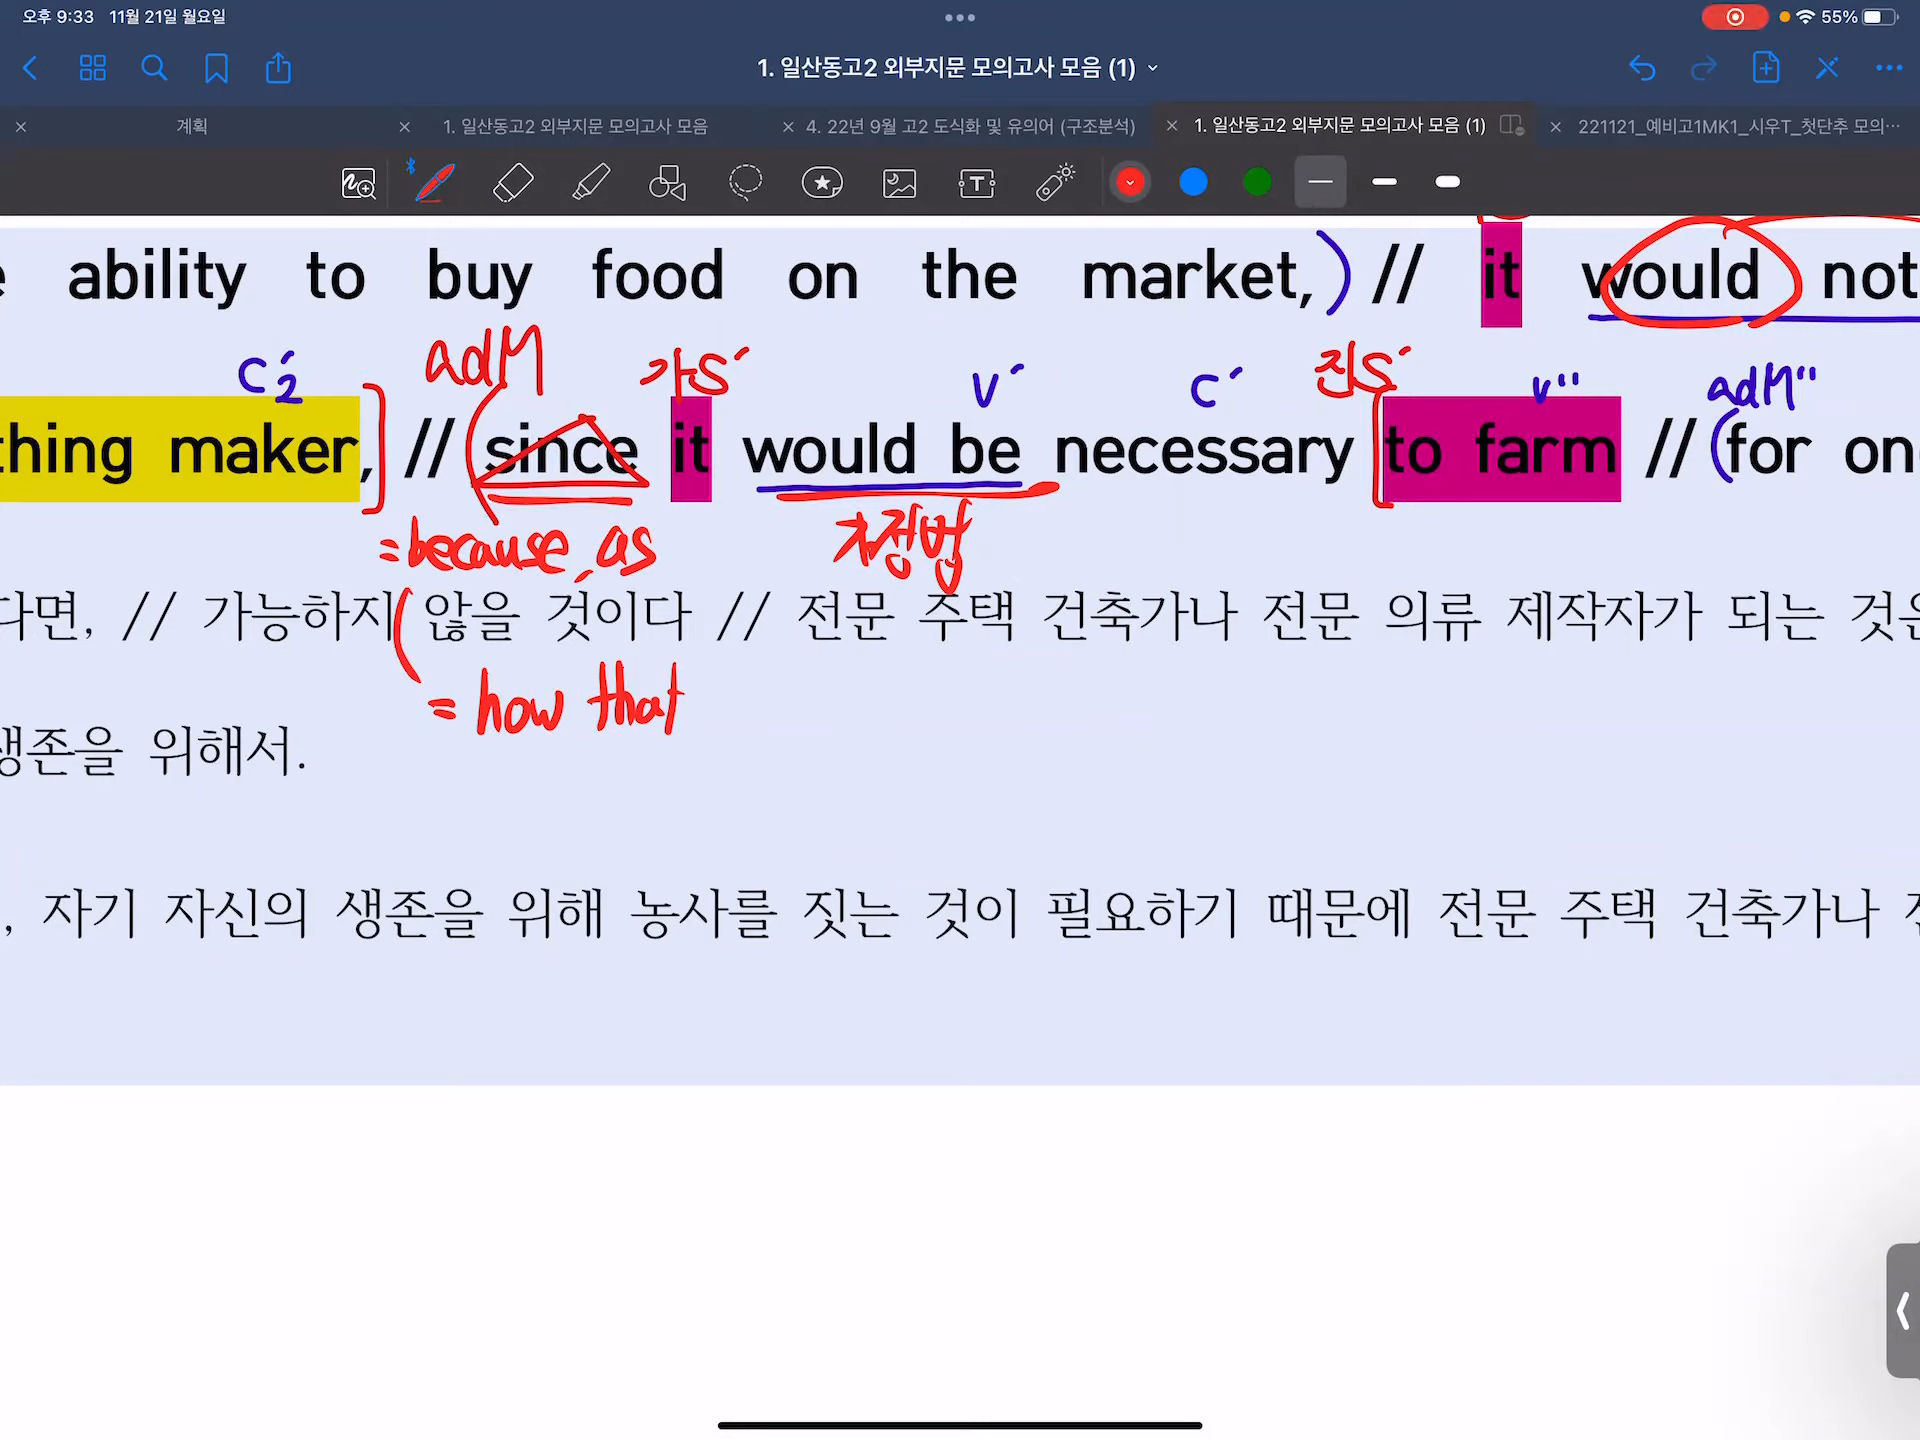 오후 9:33 11월 21일 월요일
55%
1. 일산동고2 외부지문 모의고사 모음 (1)
계획
1. 일산동고2 외부지문 모의고사 모음
4. 22년 9월 고2 도식화 및 유의어 (구조분석)
1. 일산동고2 외부지문 모의고사 모음 (1)
221121_예비고1MK1_시우T_첫단추 모의…
ability to buy food on the market,) // it would not
C´2 adM 가S´ V´ C´ 진S´ v" adM"
thing maker,] // (since it would be necessary [to farm // (for on
= because, as 가정법
다면, // 가능하지 않을 것이다 // 전문 주택 건축가나 전문 의류 제작자가 되는 것은
(= now that
생존을 위해서.
, 자기 자신의 생존을 위해 농사를 짓는 것이 필요하기 때문에 전문 주택 건축가나